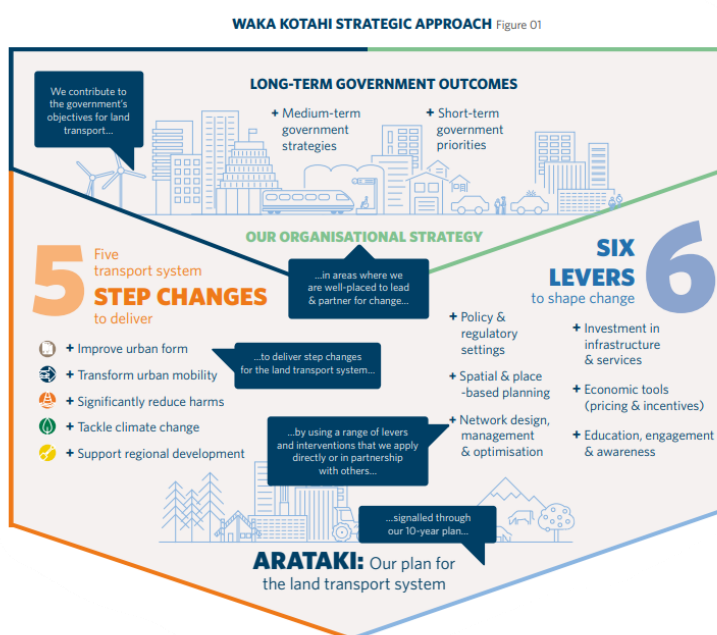 WAKA KOTAHI STRATEGIC APPROACH Figure 01
We contribute to
the government's
objectives for land
transport...
LONG-TERM GOVERNMENT OUTCOMES
+ Medium-term
government
strategies
+ Short-term
government
priorities
OUR ORGANISATIONAL STRATEGY
...in areas where we
are well-placed to lead
& partner for change...
5
Five
transport system
STEP CHANGES
to deliver
+ Improve urban form
+ Transform urban mobility
+ Significantly reduce harms
+ Tackle climate change
+ Support regional development
...to deliver step changes
for the land transport system...
SIX
LEVERS
to shape change
6
+ Policy &
regulatory
settings
+ Spatial & place
-based planning
+ Network design,
management
& optimisation
+ Investment in
infrastructure
& services
+ Economic tools
(pricing & incentives)
+ Education, engagement
& awareness
...by using a range of levers
and interventions that we apply
directly or in partnership
with others...
...signalled through
our 10-year plan...
ARATAKI: Our plan for
the land transport system